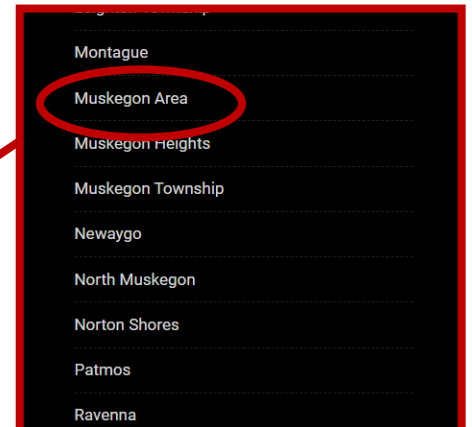 Montague
Muskegon Area
Muskegon Heights
Muskegon Township
Newaygo
North Muskegon
Norton Shores
Patmos
Ravenna